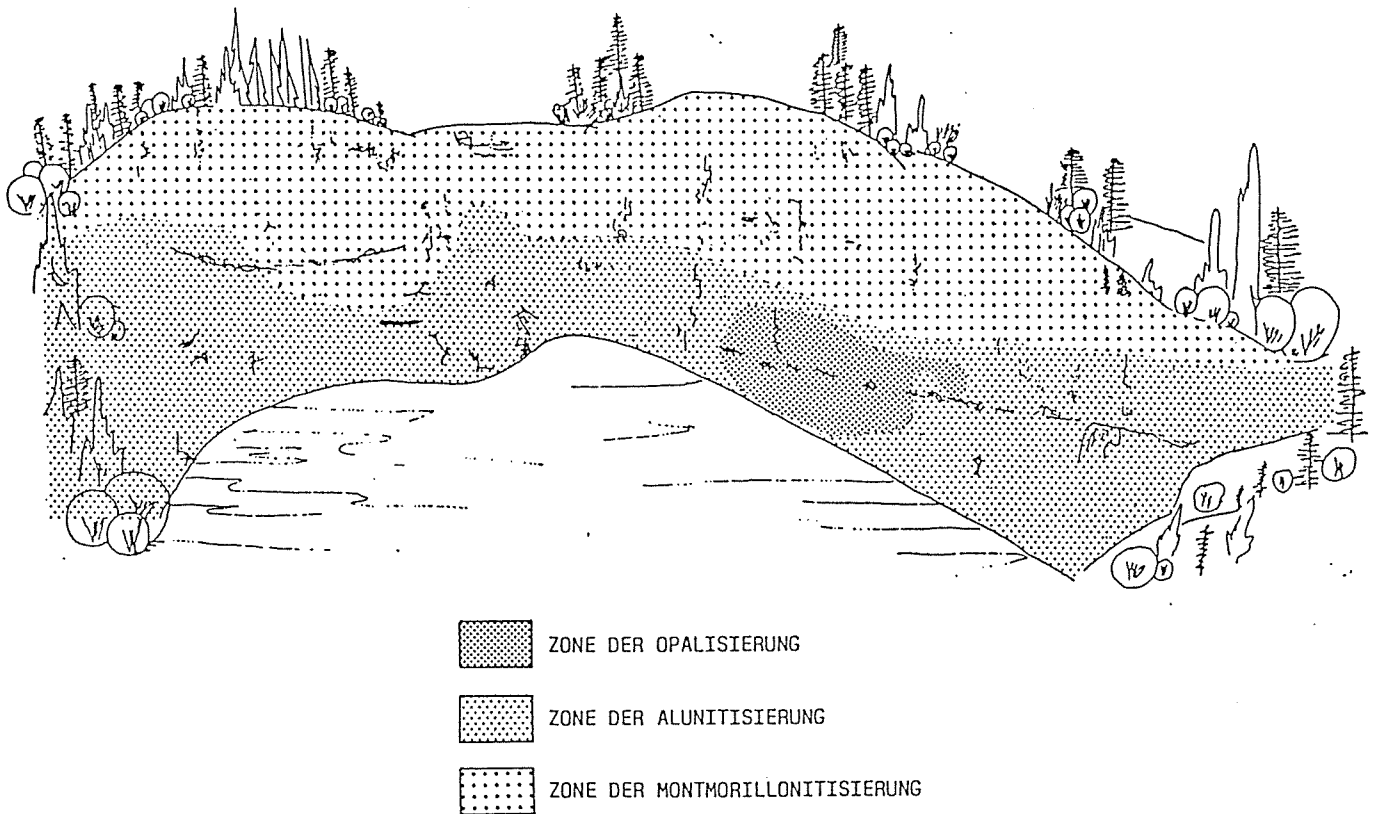 ZONE DER OPALISIERUNG
ZONE DER ALUNITISIERUNG
ZONE DER MONTMORILLONITISIERUNG